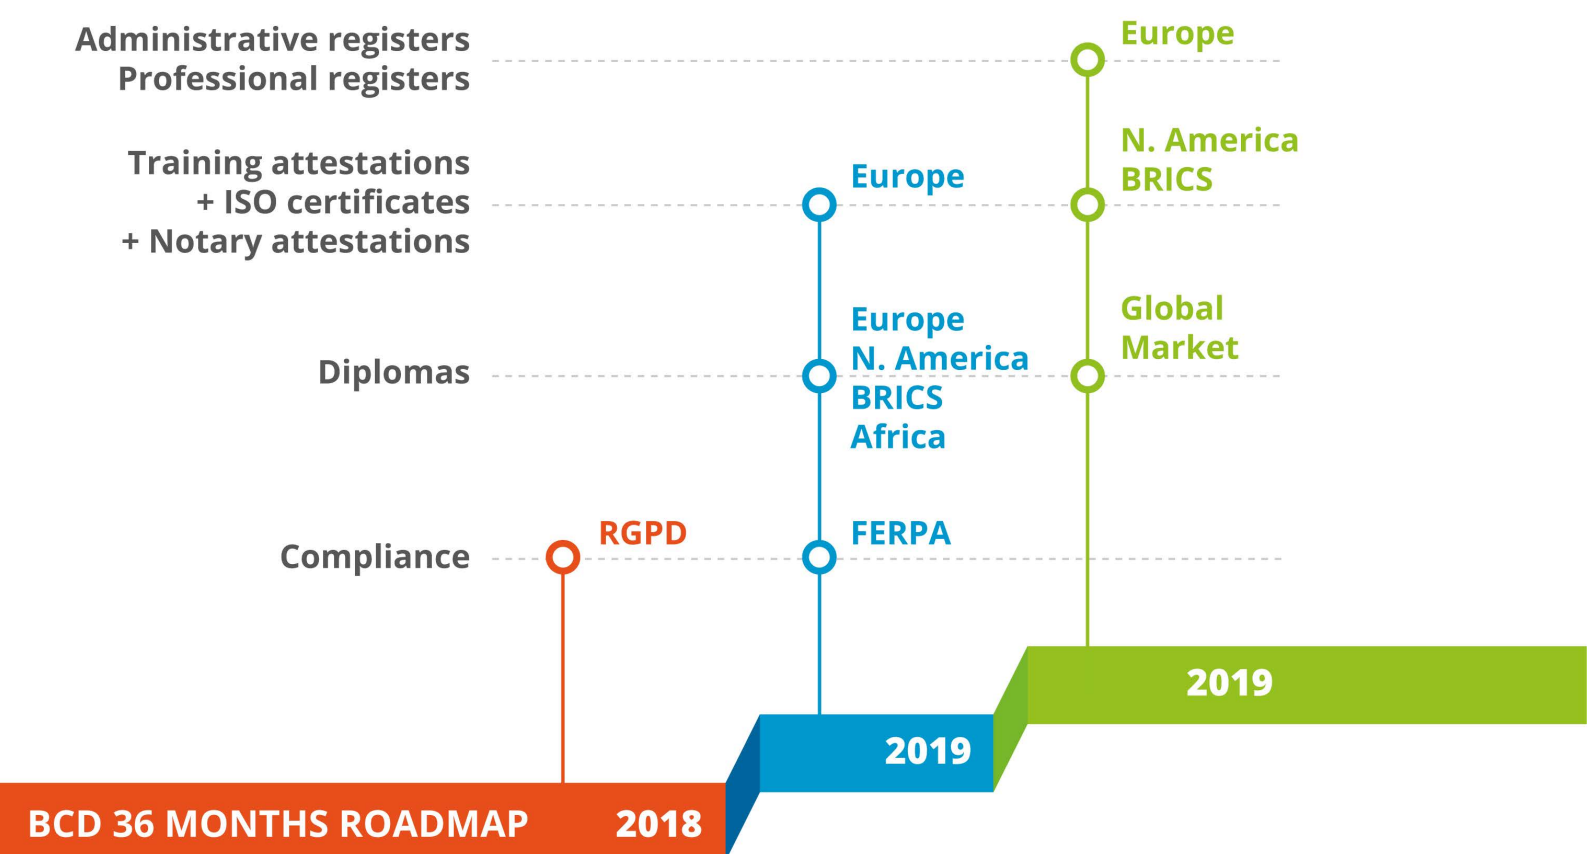 Administrative registers
Professional registers
Europe
Training attestations
+ ISO certificates
+ Notary attestations
Europe
N. America
BRICS
Diplomas
Europe
N. America
BRICS
Africa
Global
Market
Compliance
RGPD
FERPA
2019
2019
BCD 36 MONTHS ROADMAP 2018